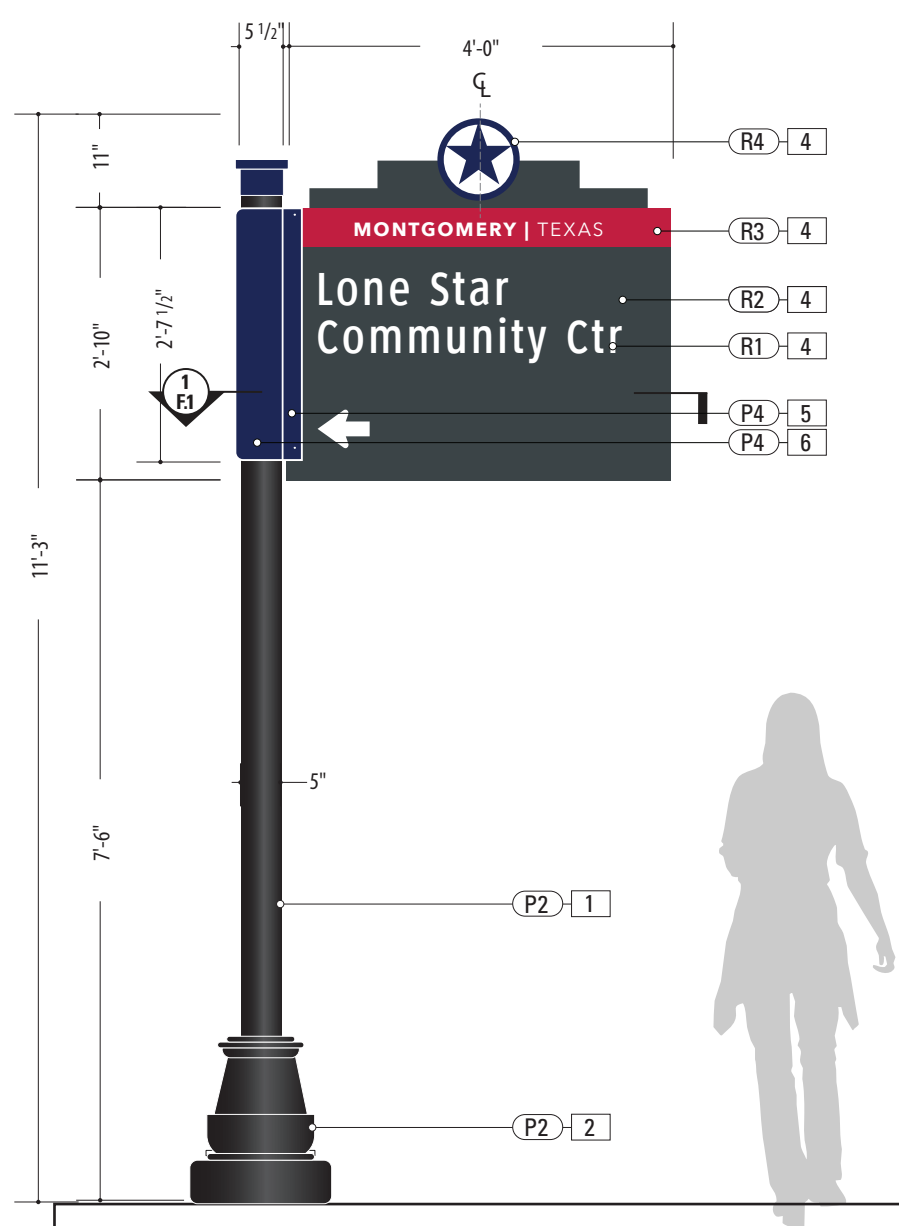 5 1/2"
4'-0"
℄
11"
R4 4
MONTGOMERY | TEXAS
R3 4
Lone Star
Community Ctr
R2 4
R1 4
2'-10"
2'-7 1/2"
1
F.1
P4 5
P4 6
11'-3"
5"
7'-6"
P2 1
P2 2